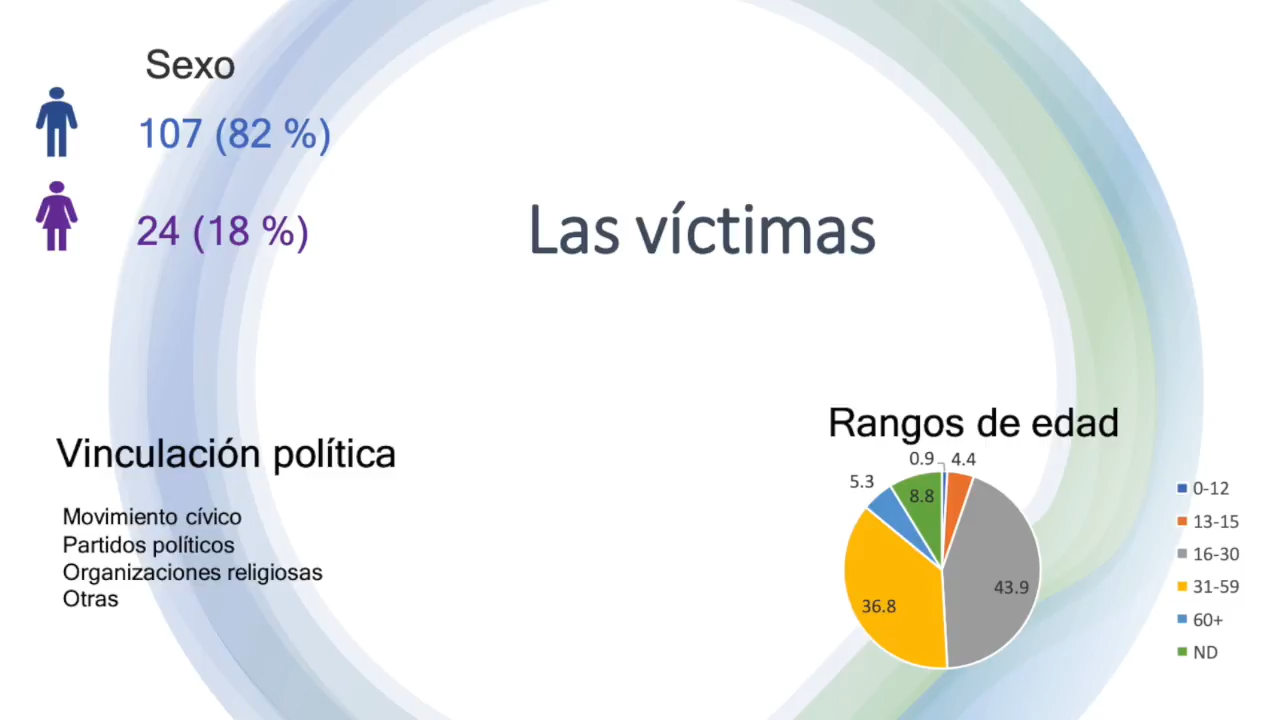 Sexo
107 (82 %)
24 (18 %)
Las víctimas
Vinculación política
Movimiento cívico
Partidos políticos
Organizaciones religiosas
Otras
Rangos de edad
0.9
4.4
5.3
8.8
43.9
36.8
0-12
13-15
16-30
31-59
60+
ND